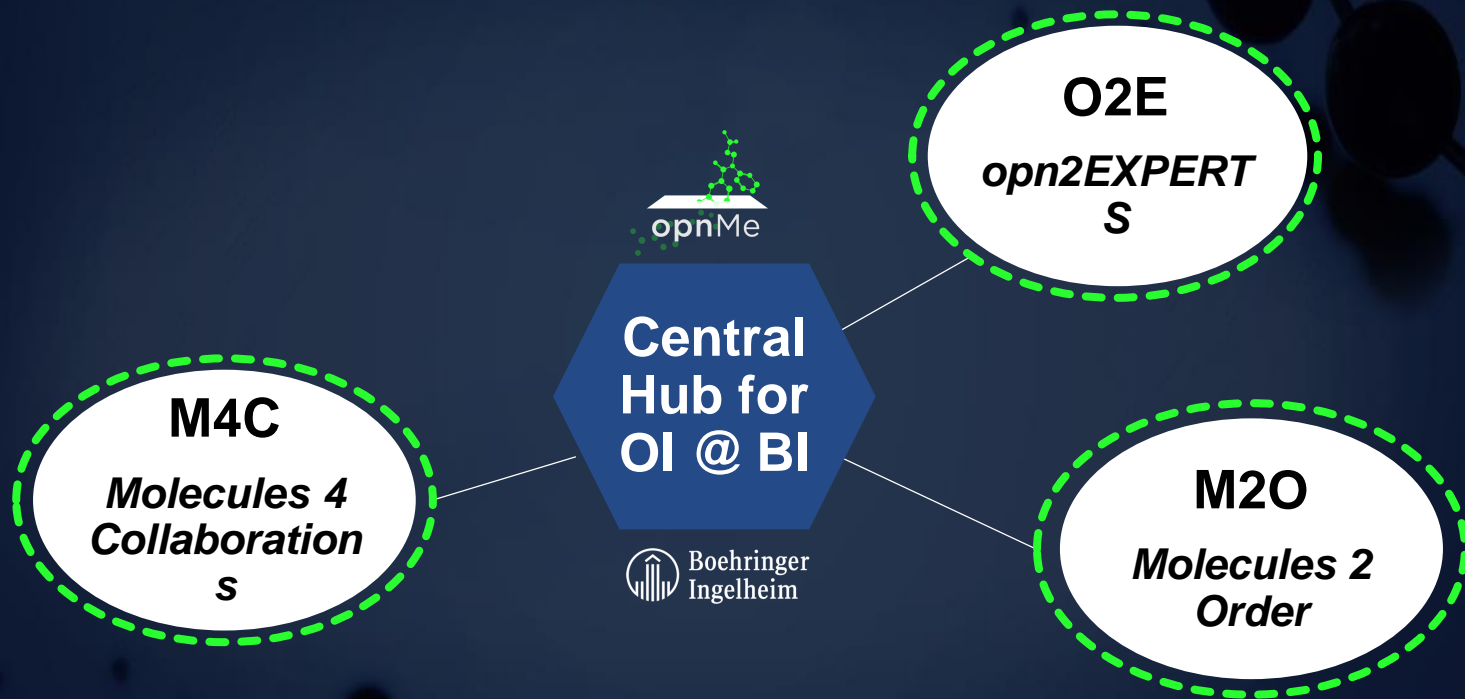 O2E
opn2EXPERT
S
opnMe
Central
Hub for
OI @ BI
M4C
Molecules 4
Collaboration
s
M2O
Molecules 2
Order
Boehringer
Ingelheim